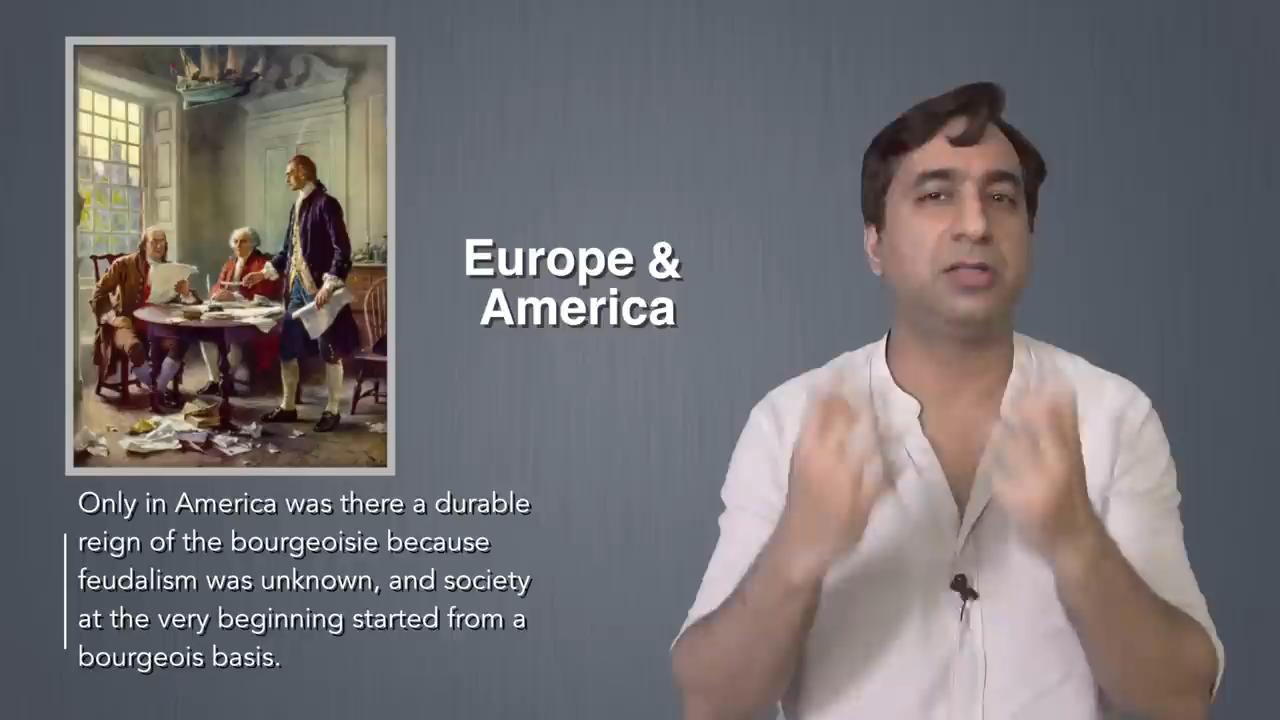 Europe &
America
Only in America was there a durable
reign of the bourgeoisie because
feudalism was unknown, and society
at the very beginning started from a
bourgeois basis.